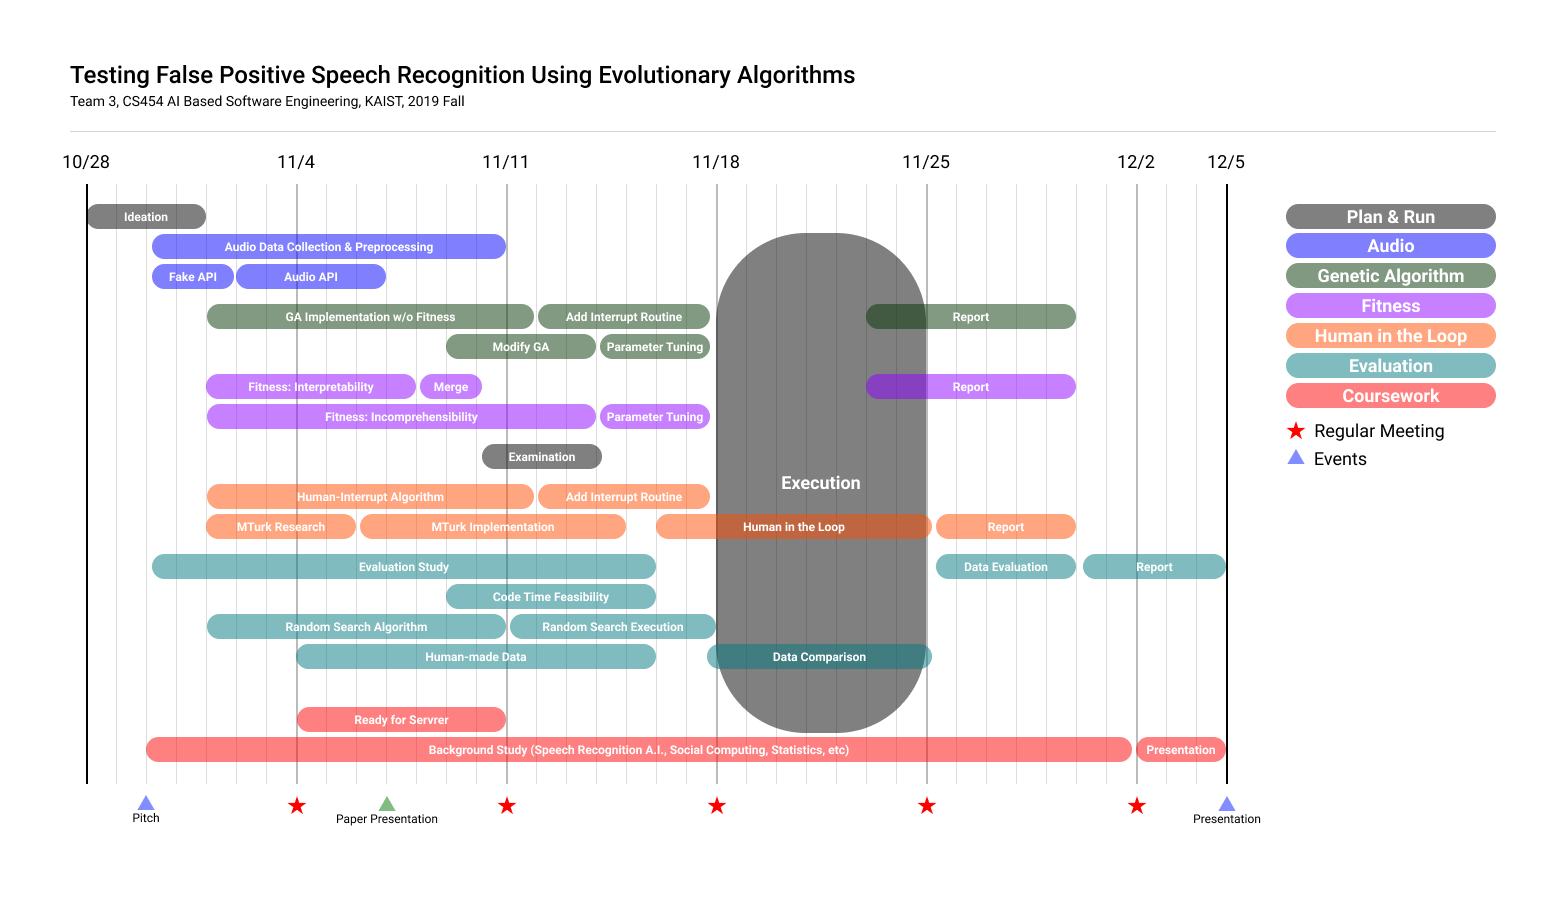 Testing False Positive Speech Recognition Using Evolutionary Algorithms
Team 3, CS454 AI Based Software Engineering, KAIST, 2019 Fall
10/28 11/4 11/11 11/18 11/25 12/2 12/5
Ideation
Plan & Run
Audio Data Collection & Preprocessing
Audio
Fake API Audio API
Genetic Algorithm
GA Implementation w/o Fitness Add Interrupt Routine Report
Fitness
Modify GA Parameter Tuning
Human in the Loop
Evaluation
Fitness: Interpretability Merge Report
Coursework
Fitness: Incomprehensibility Parameter Tuning
Regular Meeting
Examination
Events
Execution
Human-Interrupt Algorithm Add Interrupt Routine
MTurk Research MTurk Implementation Human in the Loop Report
Evaluation Study Data Evaluation Report
Code Time Feasibility
Random Search Algorithm Random Search Execution
Human-made Data Data Comparison
Ready for Servrer
Background Study (Speech Recognition A.I., Social Computing, Statistics, etc) Presentation
Pitch Paper Presentation Presentation